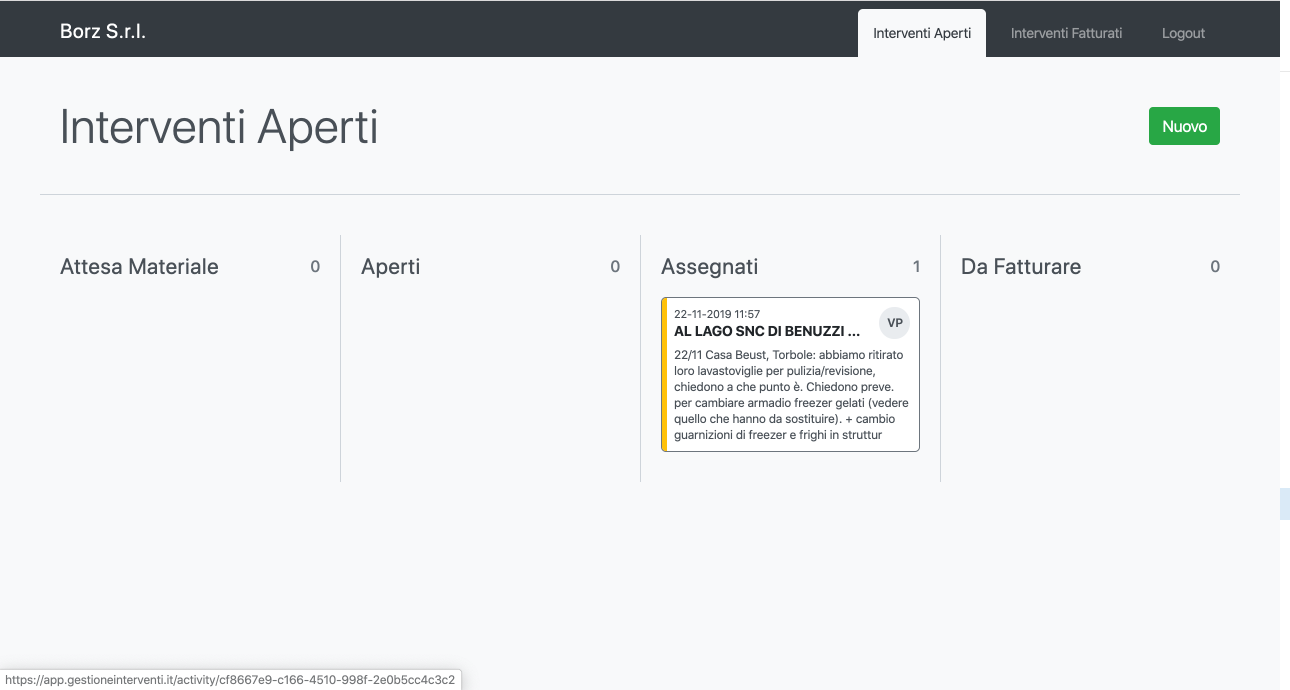 Borz S.r.l.
Interventi Aperti
Interventi Fatturati
Logout
Interventi Aperti
Nuovo
Attesa Materiale 0
Aperti 0
Assegnati 1
Da Fatturare 0
22-11-2019 11:57
AL LAGO SNC DI BENUZZI ...
VP
22/11 Casa Beust, Torbole: abbiamo ritirato
loro lavastoviglie per pulizia/revisione,
chiedono a che punto è. Chiedono preve.
per cambiare armadio freezer gelati (vedere
quello che hanno da sostituire). + cambio
guarnizioni di freezer e frighi in struttur
https://app.gestioneinterventi.it/activity/cf8667e9-c166-4510-998f-2e0b5cc4c3c2